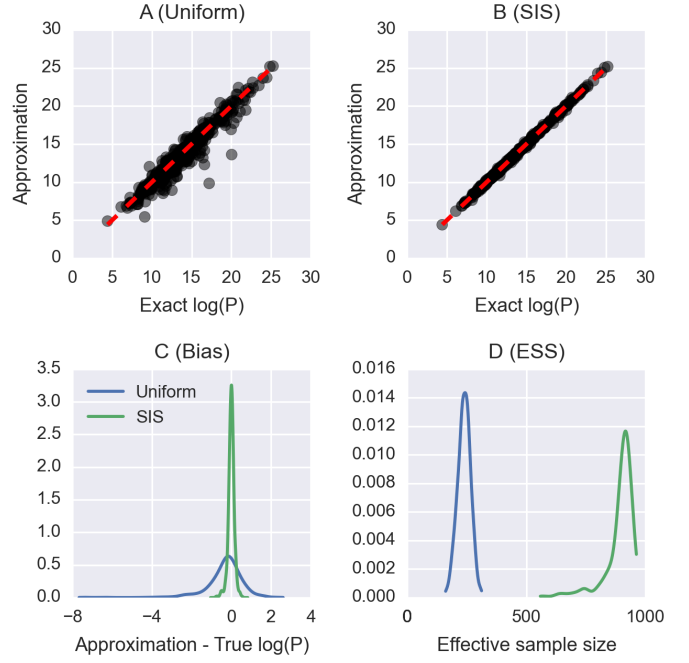 A (Uniform)
30
25
20
15
10
5
0
Approximation
0 5 10 15 20 25 30
Exact log(P)
B (SIS)
30
25
20
15
10
5
0
Approximation
0 5 10 15 20 25 30
Exact log(P)
C (Bias)
3.5
3.0
2.5
2.0
1.5
1.0
0.5
0.0
Uniform
SIS
−8 −4 0 4
Approximation - True log(P)
D (ESS)
0.016
0.014
0.012
0.010
0.008
0.006
0.004
0.002
0.000
0 500 1000
Effective sample size